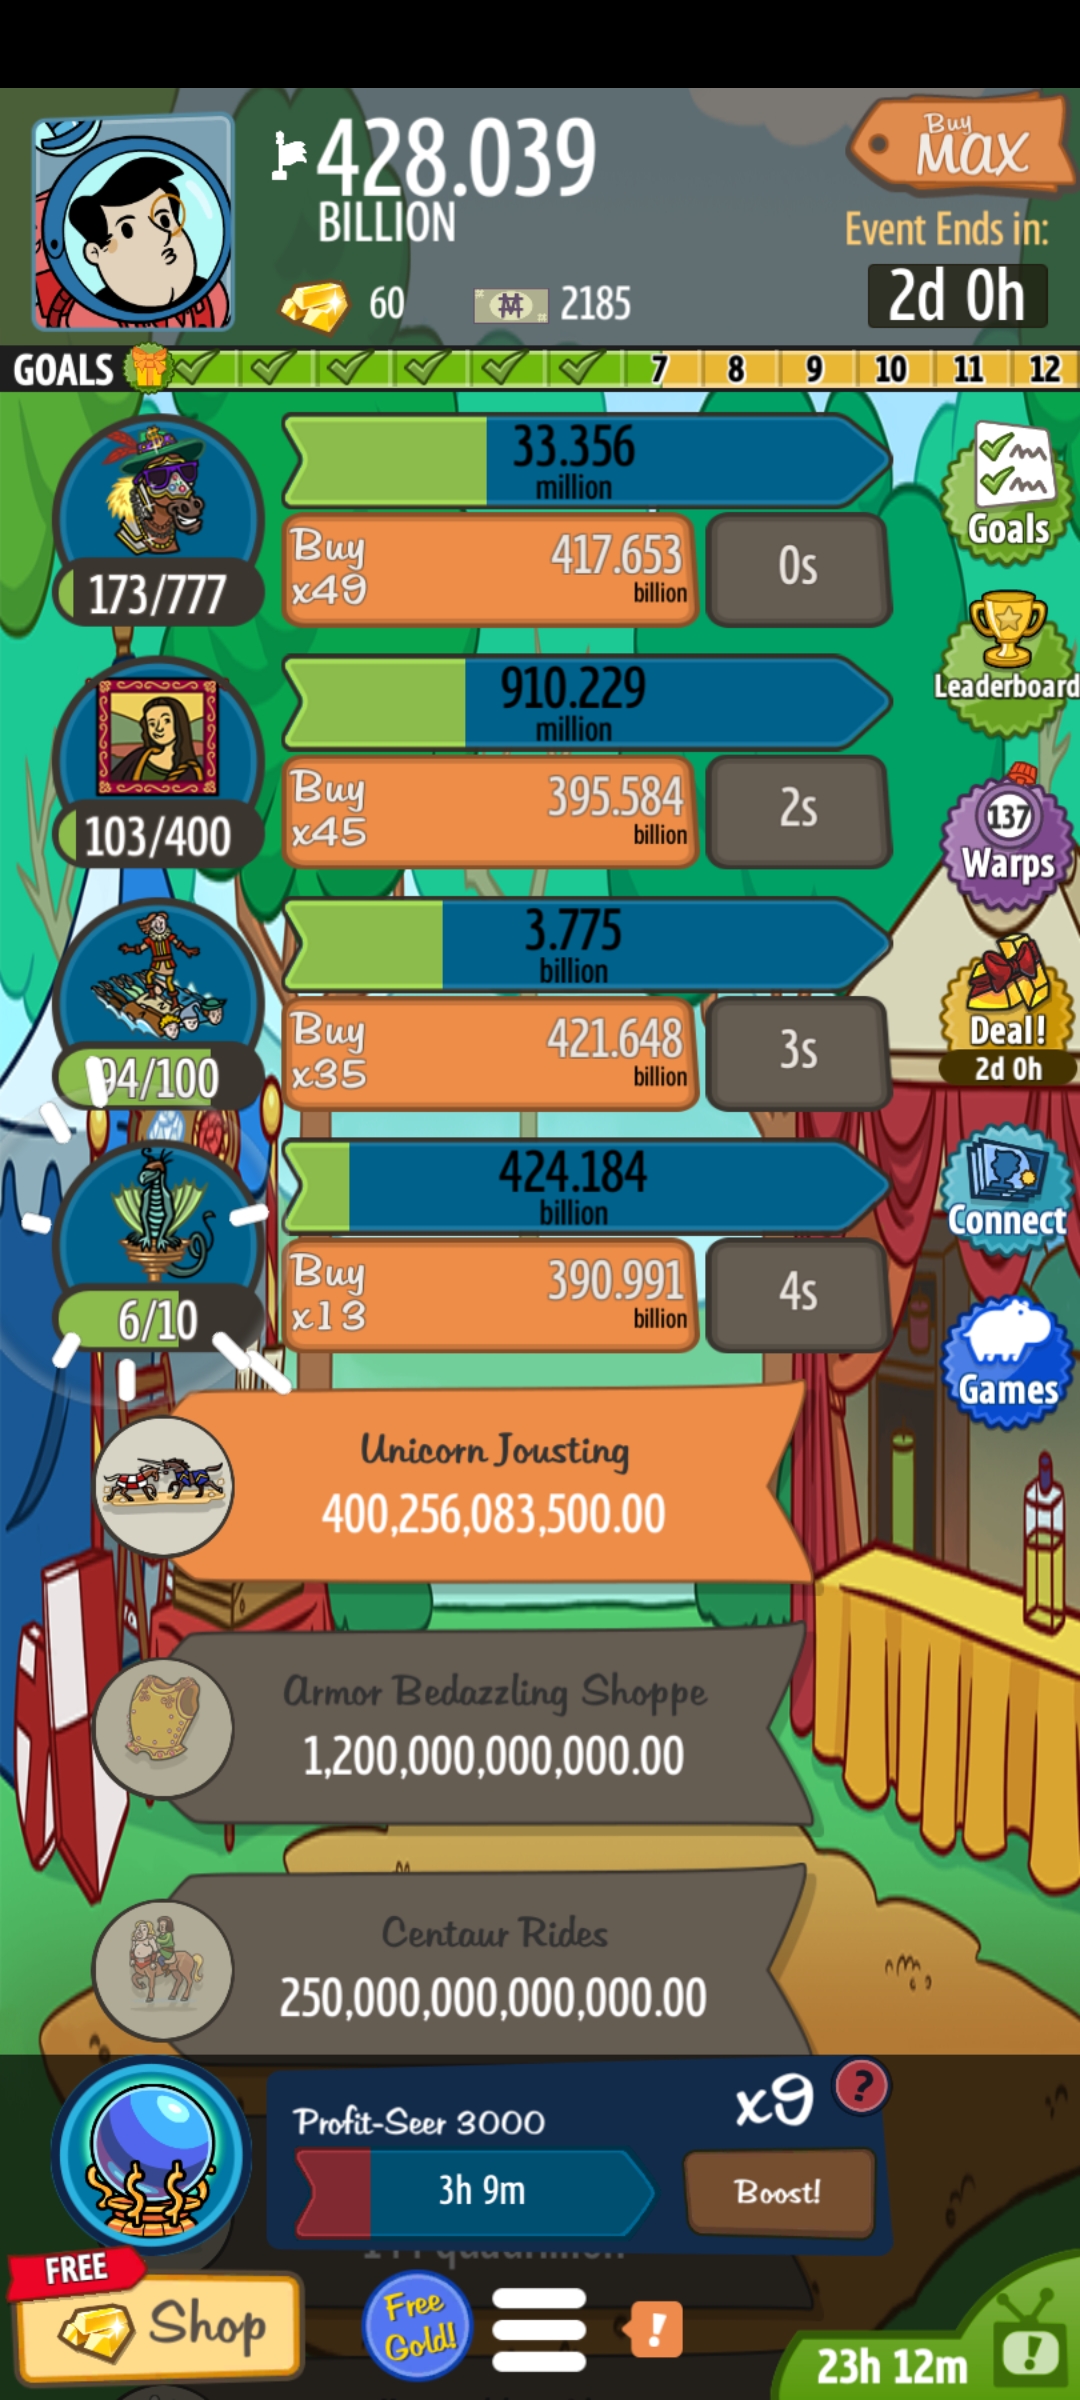 428.039
BILLION
Buy
MAX
Event Ends in:
60
2185
2d 0h
GOALS
7 8 9 10 11 12
33.356
million
Buy
x49
417.653
billion
0s
173/777
Goals
Leaderboard
910.229
million
Buy
x45
395.584
billion
2s
103/400
137
Warps
3.775
billion
Buy
x35
421.648
billion
3s
94/100
Deal!
2d 0h
424.184
billion
Buy
x13
390.991
billion
4s
6/10
Connect
Games
Unicorn Jousting
400,256,083,500.00
Armor Bedazzling Shoppe
1,200,000,000,000.00
Centaur Rides
250,000,000,000,000.00
Profit-Seer 3000
x9
?
3h 9m
Boost!
FREE
Shop
Free
Gold!
!
23h 12m
!